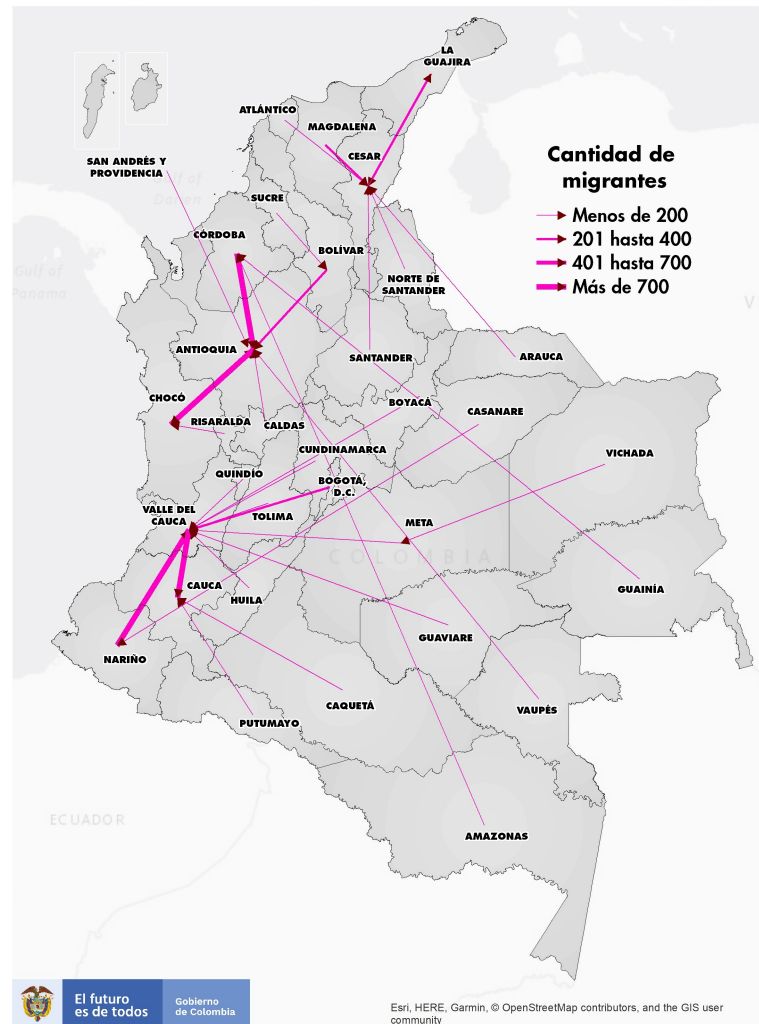 LA
GUAJIRA
ATLÁNTICO
MAGDALENA
CESAR
SAN ANDRÉS Y
PROVIDENCIA
Gulf of
Darien
SUCRE
CÓRDOBA
BOLÍVAR
NORTE DE
SANTANDER
Gulf of
Panama
Cantidad de
migrantes
Menos de 200
201 hasta 400
401 hasta 700
Más de 700
V
ANTIOQUIA
SANTANDER
ARAUCA
CHOCÓ
BOYACÁ
RISARALDA
CALDAS
CASANARE
CUNDINAMARCA
VICHADA
QUINDÍO
BOGOTÁ,
D.C.
VALLE DEL
CAUCA
TOLIMA
META
COLOMBIA
CAUCA
HUILA
GUAINÍA
GUAVIARE
NARIÑO
CAQUETÁ
VAUPÉS
PUTUMAYO
ECUADOR
AMAZONAS
El futuro
es de todos
Gobierno
de Colombia
Esri, HERE, Garmin, © OpenStreetMap contributors, and the GIS user
community